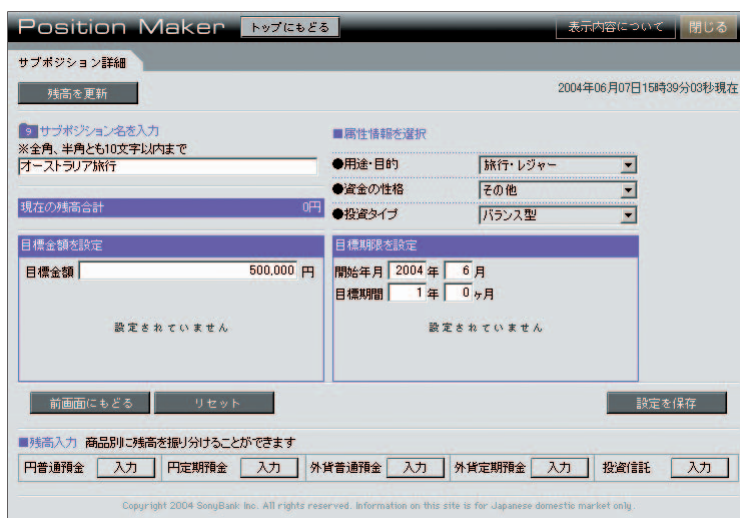 Position Maker トップにもどる 表示内容について 閉じる
サブポジション詳細
残高を更新 2004年06月07日15時39分03秒現在
9 サブポジション名を入力
※全角、半角とも10文字以内まで
オーストラリア旅行
現在の残高合計 0円
■属性情報を選択
●用途・目的 旅行・レジャー
●資金の性格 その他
●投資タイプ バランス型
目標金額を設定
目標金額 500,000 円
設定されていません
目標期限を設定
開始年月 2004 年 6 月
目標期間 1 年 0 ヶ月
設定されていません
前画面にもどる リセット 設定を保存
■残高入力 商品別に残高を振り分けることができます
円普通預金 入力 円定期預金 入力 外貨普通預金 入力 外貨定期預金 入力 投資信託 入力
Copyright 2004 SonyBank Inc. All rights reserved. Information on this site is for Japanese domestic market only.